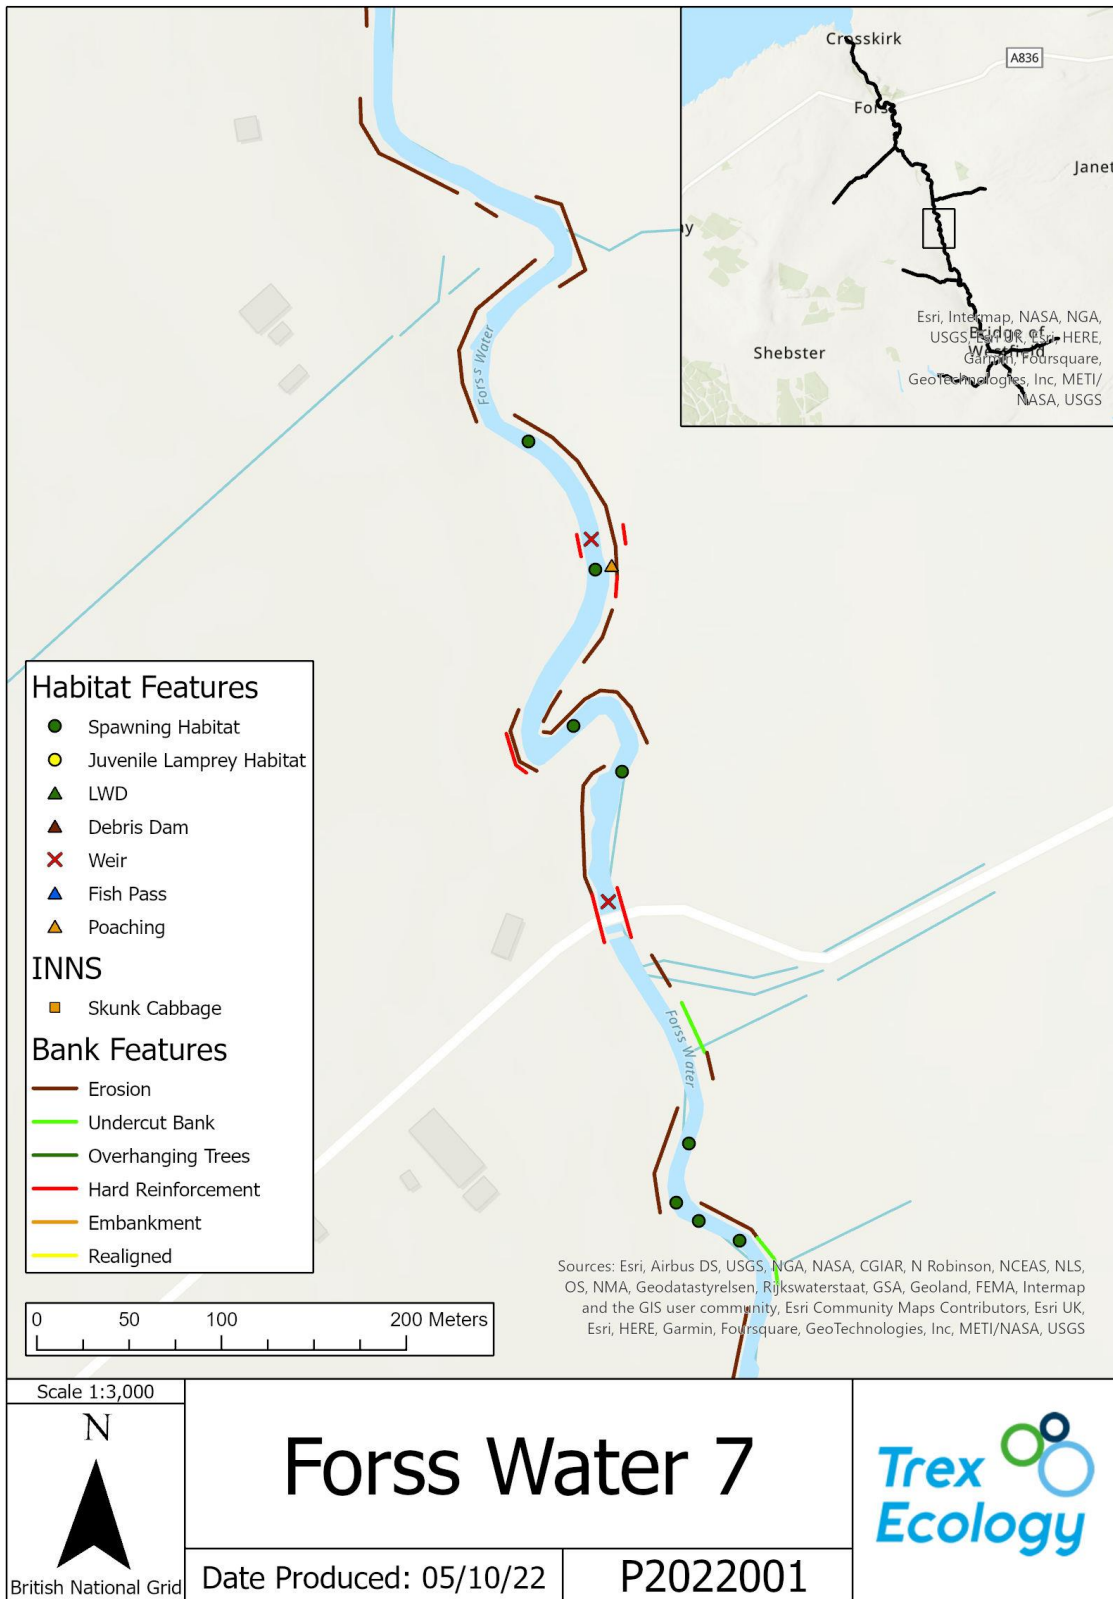 Crosskirk
A836
Forss
Janet
ay
Shebster
Bridge of
Westfield
Esri, Intermap, NASA, NGA,
USGS, Esri UK, Esri, HERE,
Garmin, Foursquare,
GeoTechnologies, Inc, METI/
NASA, USGS
Forss Water
Forss Water
Habitat Features
Spawning Habitat
Juvenile Lamprey Habitat
LWD
Debris Dam
Weir
Fish Pass
Poaching
INNS
Skunk Cabbage
Bank Features
Erosion
Undercut Bank
Overhanging Trees
Hard Reinforcement
Embankment
Realigned
Sources: Esri, Airbus DS, USGS, NGA, NASA, CGIAR, N Robinson, NCEAS, NLS,
OS, NMA, Geodatastyrelsen, Rijkswaterstaat, GSA, Geoland, FEMA, Intermap
and the GIS user community, Esri Community Maps Contributors, Esri UK,
Esri, HERE, Garmin, Foursquare, GeoTechnologies, Inc, METI/NASA, USGS
0 50 100 200 Meters
Scale 1:3,000
N
British National Grid
Forss Water 7
Date Produced: 05/10/22
P2022001
Trex
Ecology